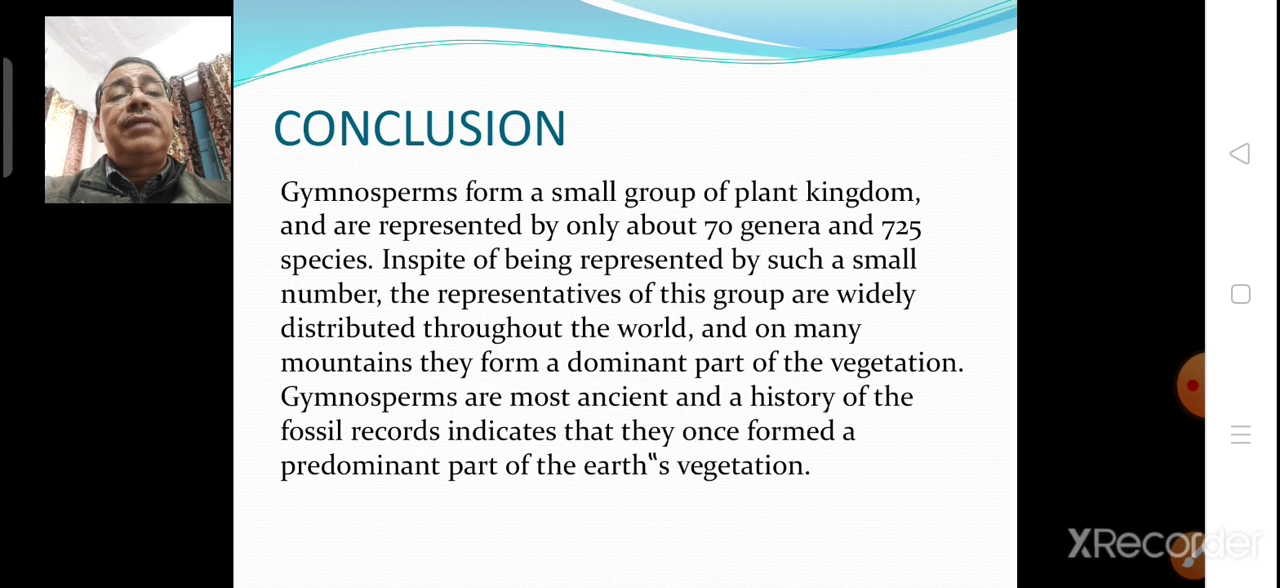 CONCLUSION
Gymnosperms form a small group of plant kingdom,
and are represented by only about 70 genera and 725
species. Inspite of being represented by such a small
number, the representatives of this group are widely
distributed throughout the world, and on many
mountains they form a dominant part of the vegetation.
Gymnosperms are most ancient and a history of the
fossil records indicates that they once formed a
predominant part of the earth‟s vegetation.
XRecorder